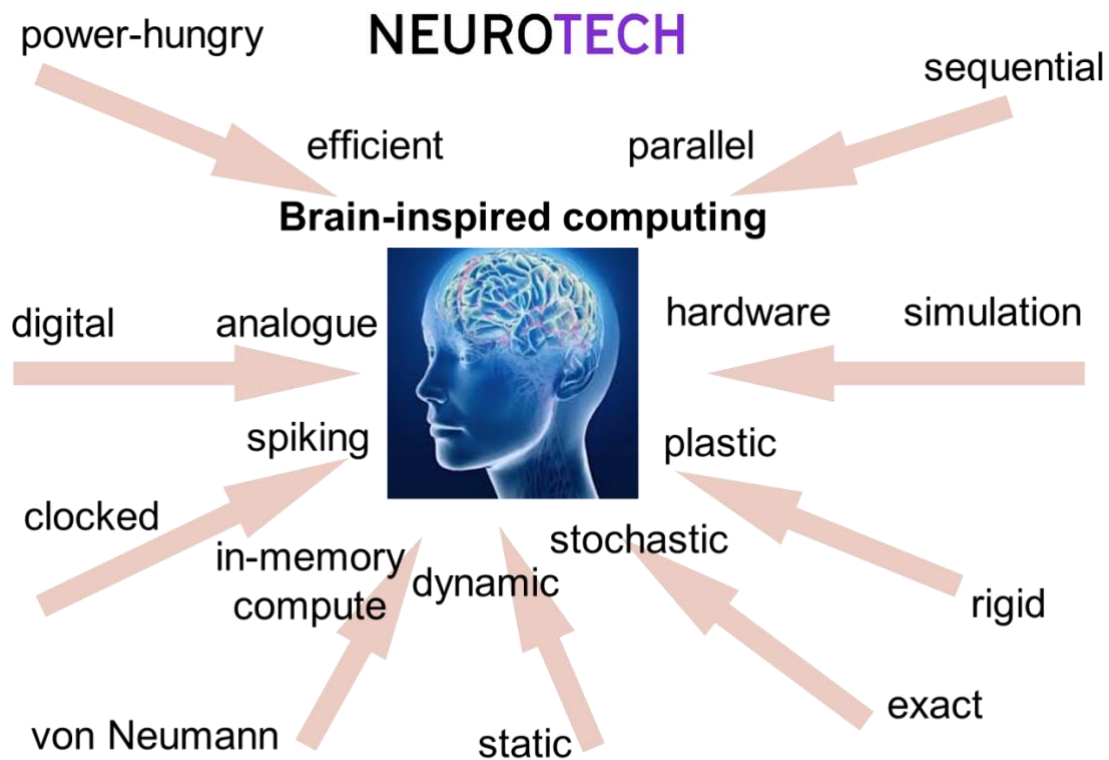 NEUROTECH
power-hungry
sequential
efficient
parallel
Brain-inspired computing
digital
analogue
hardware
simulation
spiking
plastic
clocked
in-memory
compute
dynamic
stochastic
rigid
von Neumann
static
exact